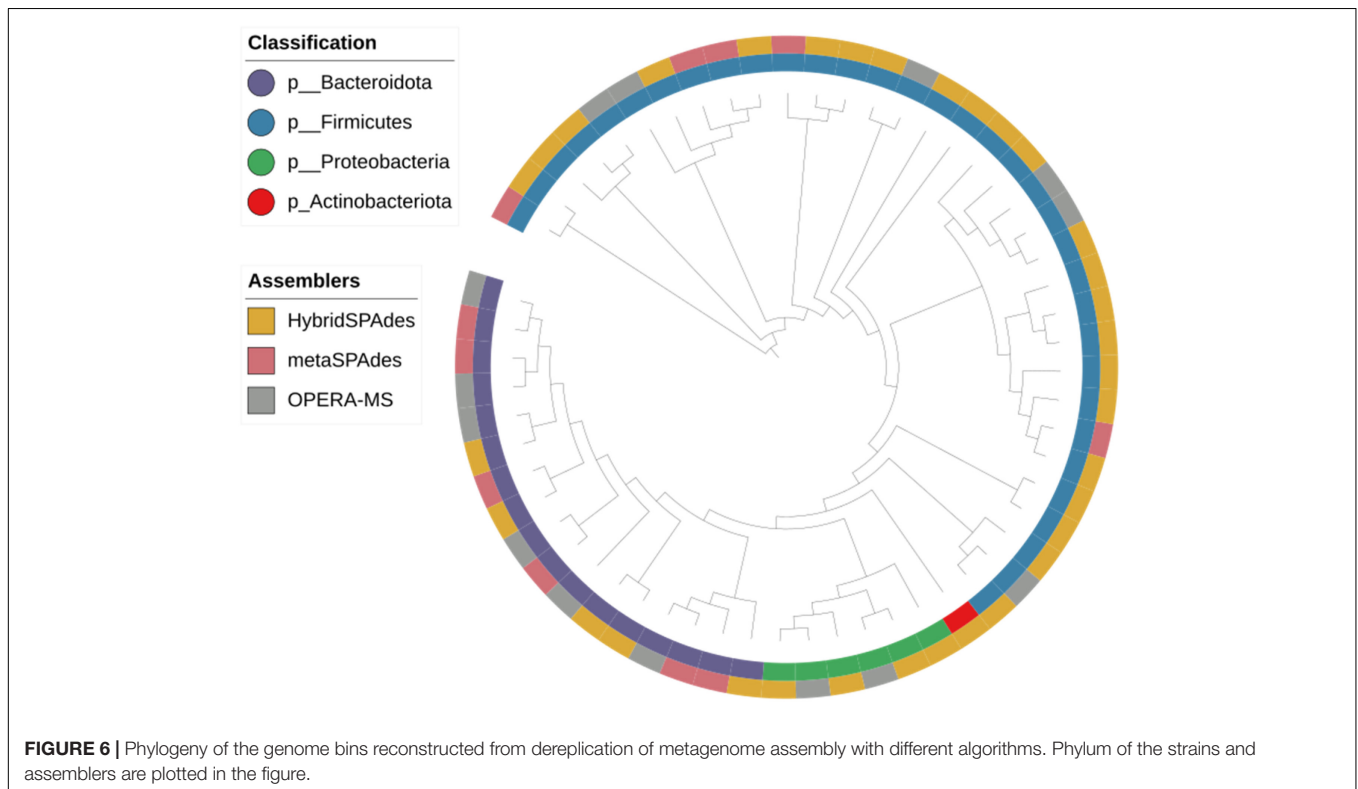 Classification
p__Bacteroidota
p__Firmicutes
p__Proteobacteria
p_Actinobacteriota
Assemblers
HybridSPAdes
metaSPAdes
OPERA-MS
FIGURE 6 | Phylogeny of the genome bins reconstructed from dereplication of metagenome assembly with different algorithms. Phylum of the strains and
assemblers are plotted in the figure.